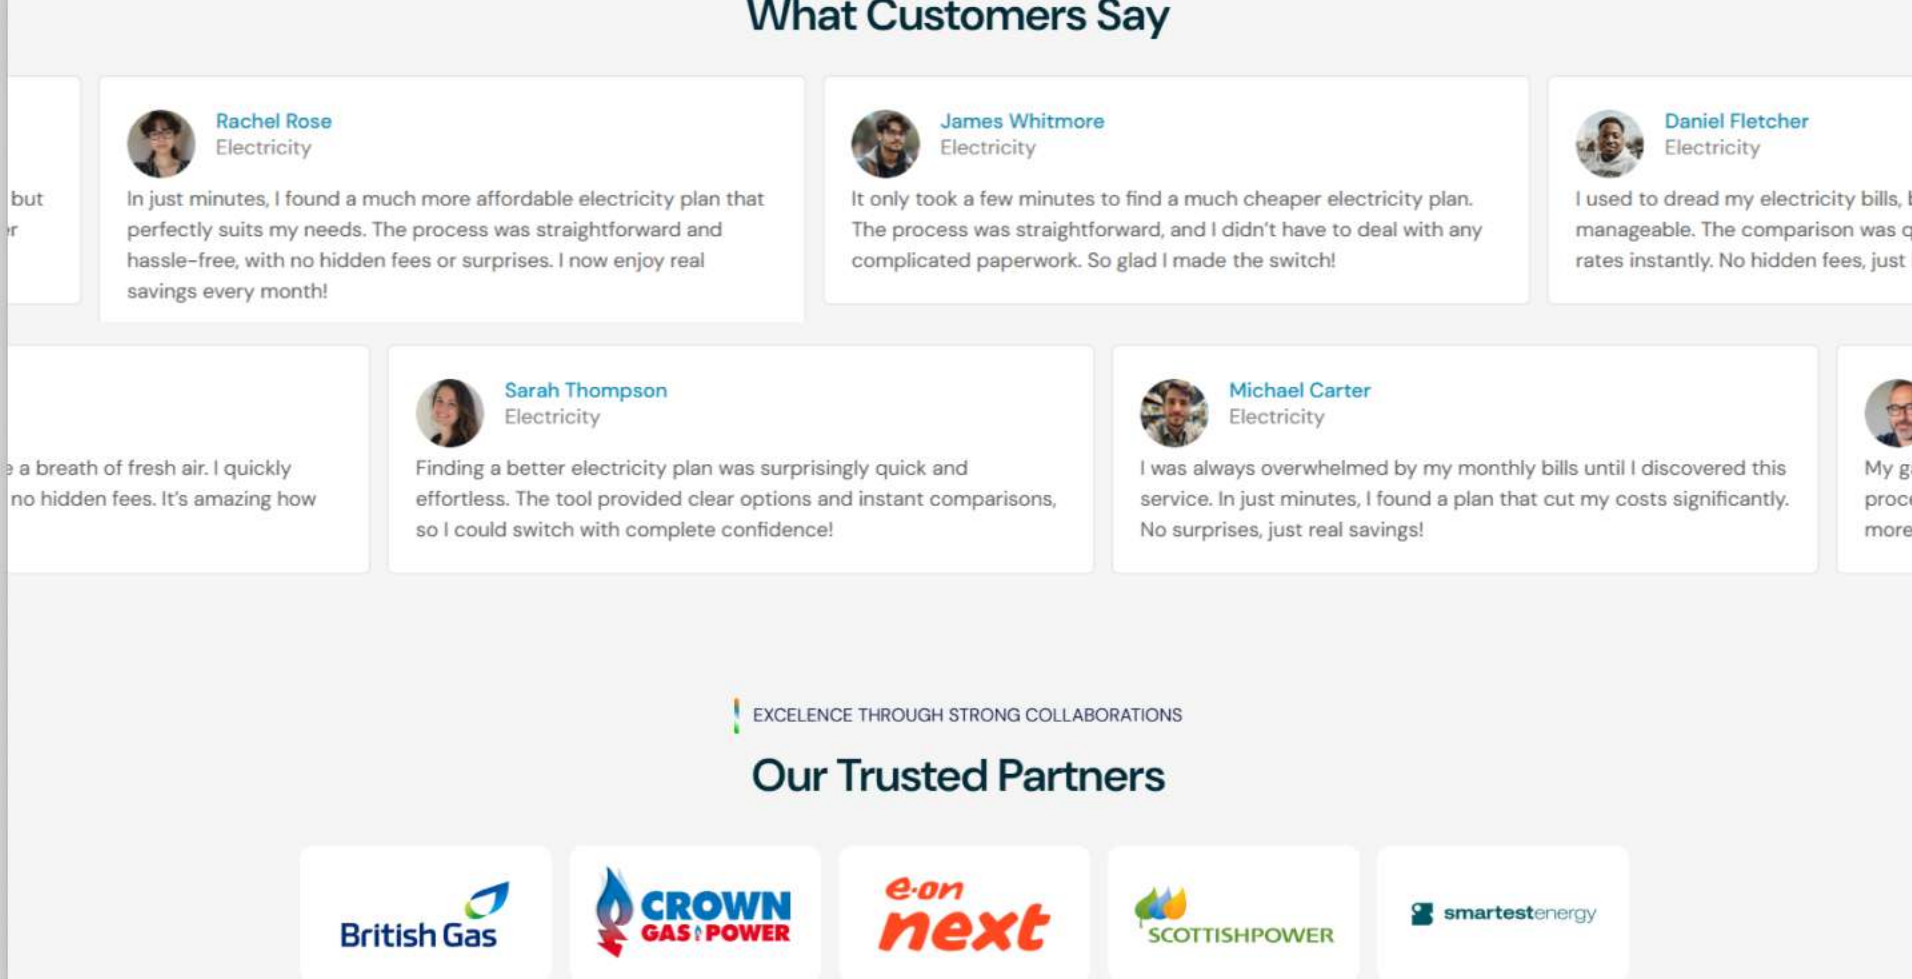 What Customers Say
Rachel Rose
Electricity
In just minutes, I found a much more affordable electricity plan that
perfectly suits my needs. The process was straightforward and
hassle-free, with no hidden fees or surprises. I now enjoy real
savings every month!
James Whitmore
Electricity
It only took a few minutes to find a much cheaper electricity plan.
The process was straightforward, and I didn't have to deal with any
complicated paperwork. So glad I made the switch!
Daniel Fletcher
Electricity
I used to dread my electricity bills,
manageable. The comparison was
rates instantly. No hidden fees, just
but
a breath of fresh air. I quickly
no hidden fees. It's amazing how
Sarah Thompson
Electricity
Finding a better electricity plan was surprisingly quick and
effortless. The tool provided clear options and instant comparisons,
so I could switch with complete confidence!
Michael Carter
Electricity
I was always overwhelmed by my monthly bills until I discovered this
service. In just minutes, I found a plan that cut my costs significantly.
No surprises, just real savings!
My
more
EXCELENCE THROUGH STRONG COLLABORATIONS
Our Trusted Partners
British Gas
CROWN
GAS POWER
e·on
next
SCOTTISHPOWER
smartestenergy